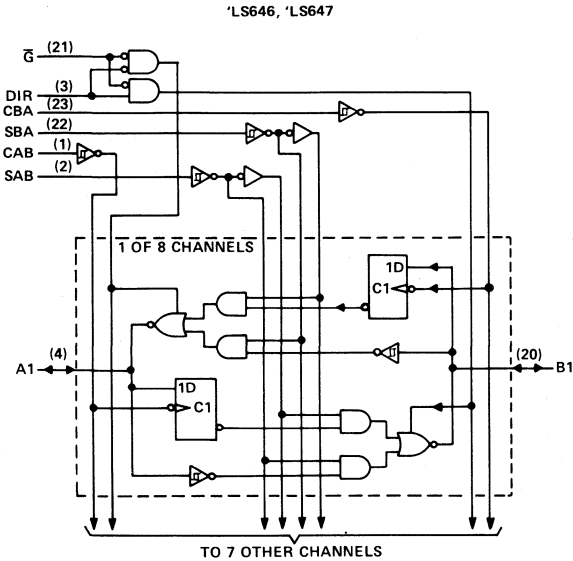 'LS646, 'LS647
G̅ (21)
DIR (3)
CBA (23)
SBA (22)
CAB (1)
SAB (2)
1 OF 8 CHANNELS
1D
C1
A1 (4)
(20) B1
1D
C1
TO 7 OTHER CHANNELS